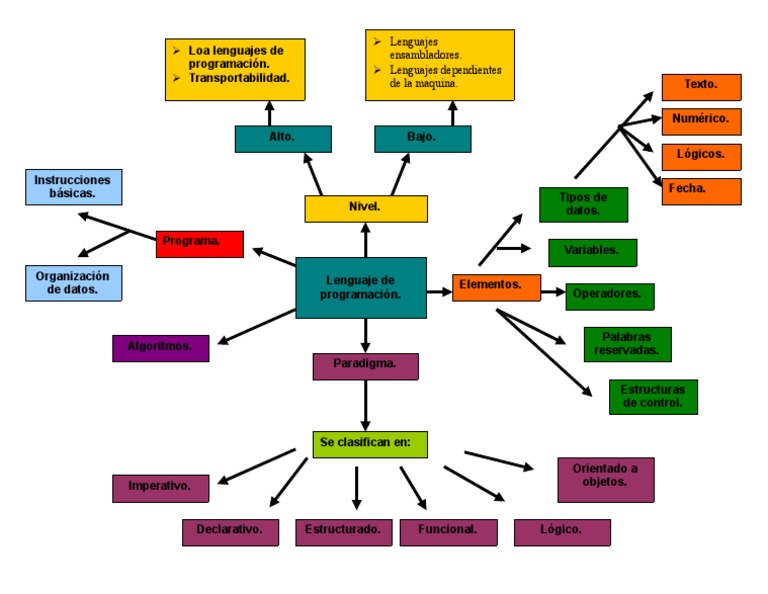 ➢ Loa lenguajes de
programación.
➢ Transportabilidad.
➢ Lenguajes
ensambladores.
➢ Lenguajes dependientes
de la maquina.
Texto.
Numérico.
Lógicos.
Fecha.
Alto.
Bajo.
Instrucciones
básicas.
Nivel.
Tipos de
datos.
Programa.
Variables.
Organización
de datos.
Lenguaje de
programación.
Elementos.
Operadores.
Algoritmos.
Palabras
reservadas.
Paradigma.
Estructuras
de control.
Se clasifican en:
Imperativo.
Orientado a
objetos.
Declarativo.
Estructurado.
Funcional.
Lógico.